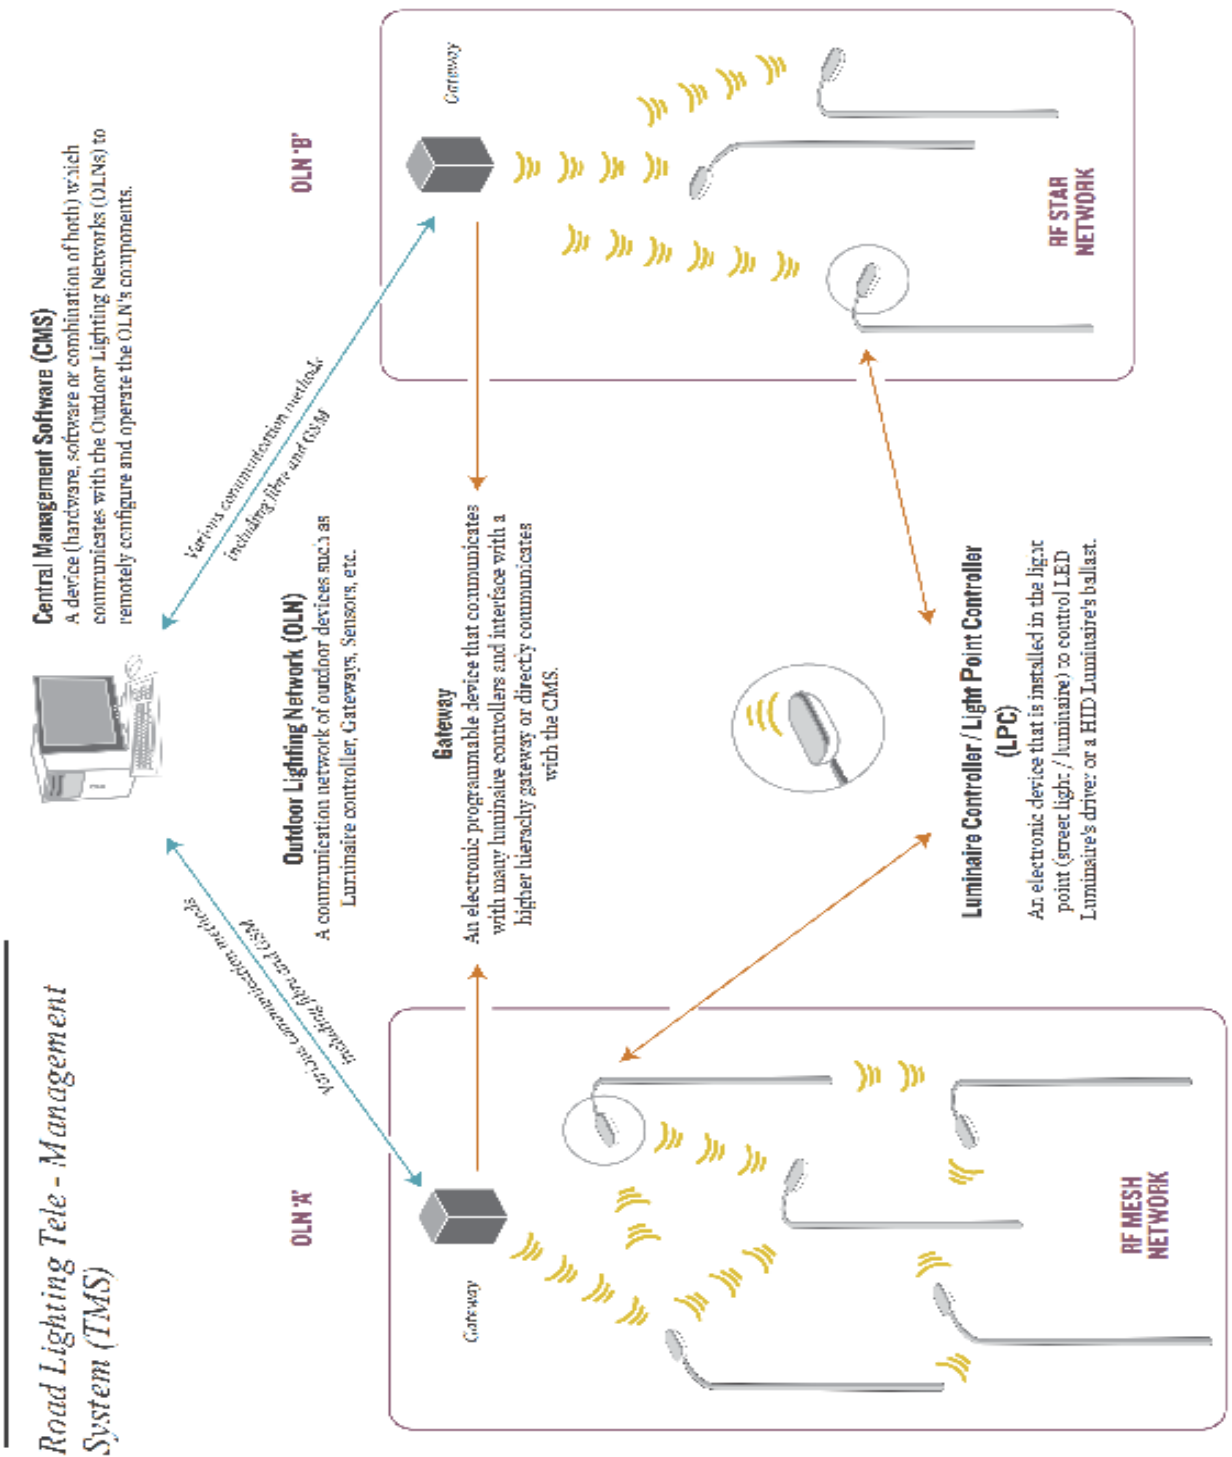 Road Lighting Tele - Management
System (TMS)
Central Management Software (CMS)
A device (hardware, software or combination of both) which
communicates with the Outdoor Lighting Networks (OLNs) to
remotely configure and operate the OLN's components.
Various communication methods
including fibre and GSM
Various communication methods
including fibre and GSM
OLN 'A'
Outdoor Lighting Network (OLN)
A communication network of outdoor devices such as
Luminaire controller, Gateways, Sensors, etc.
OLN 'B'
Gateway
Gateway
An electronic programmable device that communicates
with many luminaire controllers and interface with a
higher hierachy gateway or directly communicates
with the CMS.
Gateway
Luminaire Controller / Light Point Controller
(LPC)
An electronic device that is installed in the light
point (street light / luminaire) to control LED
Luminaire's driver or a HID Luminaire's ballast.
RF MESH
NETWORK
RF STAR
NETWORK